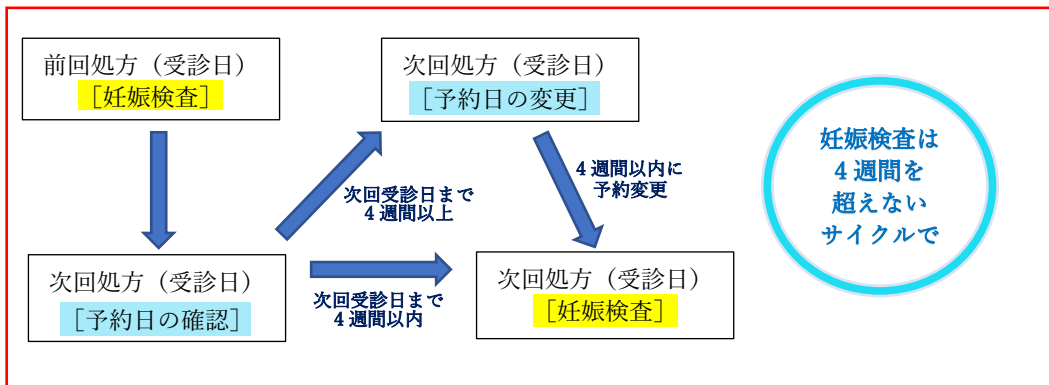 前回処方（受診日）
［妊娠検査］
次回処方（受診日）
［予約日の変更］
次回受診日まで
４週間以上
４週間以内に
予約変更
次回処方（受診日）
［予約日の確認］
次回受診日まで
４週間以内
次回処方（受診日）
［妊娠検査］
妊娠検査は
４週間を
超えない
サイクルで